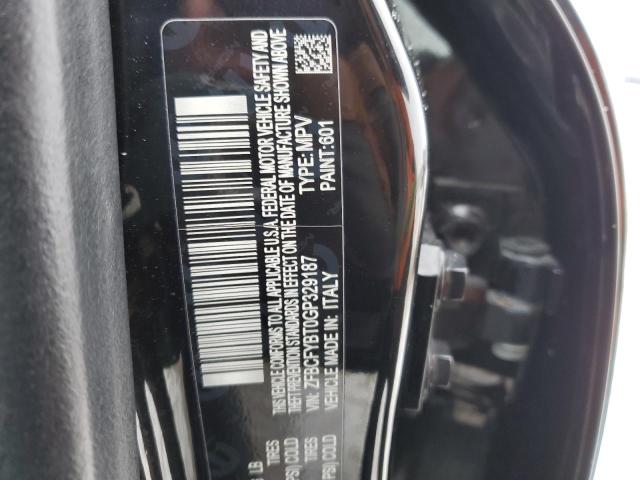 THIS VEHICLE CONFORMS TO ALL APPLICABLE U.S.A. FEDERAL MOTOR VEHICLE SAFETY AND
THEFT PREVENTION STANDARDS IN EFFECT ON THE DATE OF MANUFACTURE SHOWN ABOVE
VIN: ZFBCFYBT0GP329187 TYPE: MPV
VEHICLE MADE IN: ITALY PAINT: 601
LB TIRES
PSI) COLD TIRES
PSI) COLD